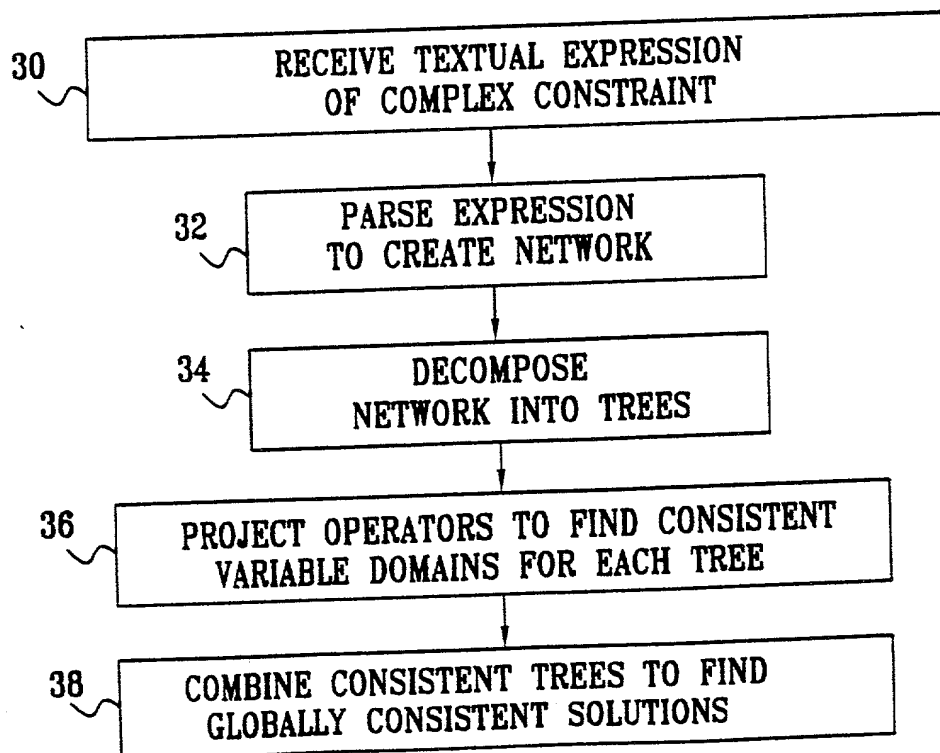 30
RECEIVE TEXTUAL EXPRESSION
OF COMPLEX CONSTRAINT
32
PARSE EXPRESSION
TO CREATE NETWORK
34
DECOMPOSE
NETWORK INTO TREES
36
PROJECT OPERATORS TO FIND CONSISTENT
VARIABLE DOMAINS FOR EACH TREE
38
COMBINE CONSISTENT TREES TO FIND
GLOBALLY CONSISTENT SOLUTIONS